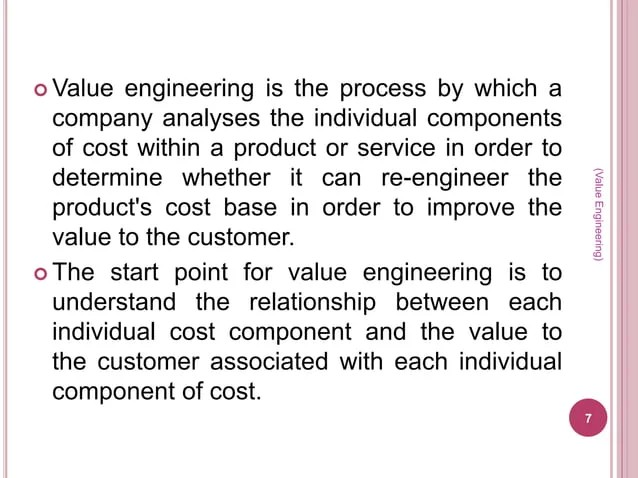 Value engineering is the process by which a
company analyses the individual components
of cost within a product or service in order to
determine whether it can re-engineer the
product's cost base in order to improve the
value to the customer.
The start point for value engineering is to
understand the relationship between each
individual cost component and the value to
the customer associated with each individual
component of cost.
(Value Engineering)
7